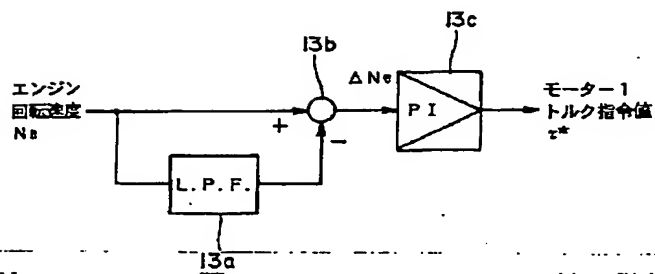 13b
13c
エンジン
回転速度
Ne
+
−
ΔNe
PI
モーター1
トルク指令値
τ*
L.P.F.
13a